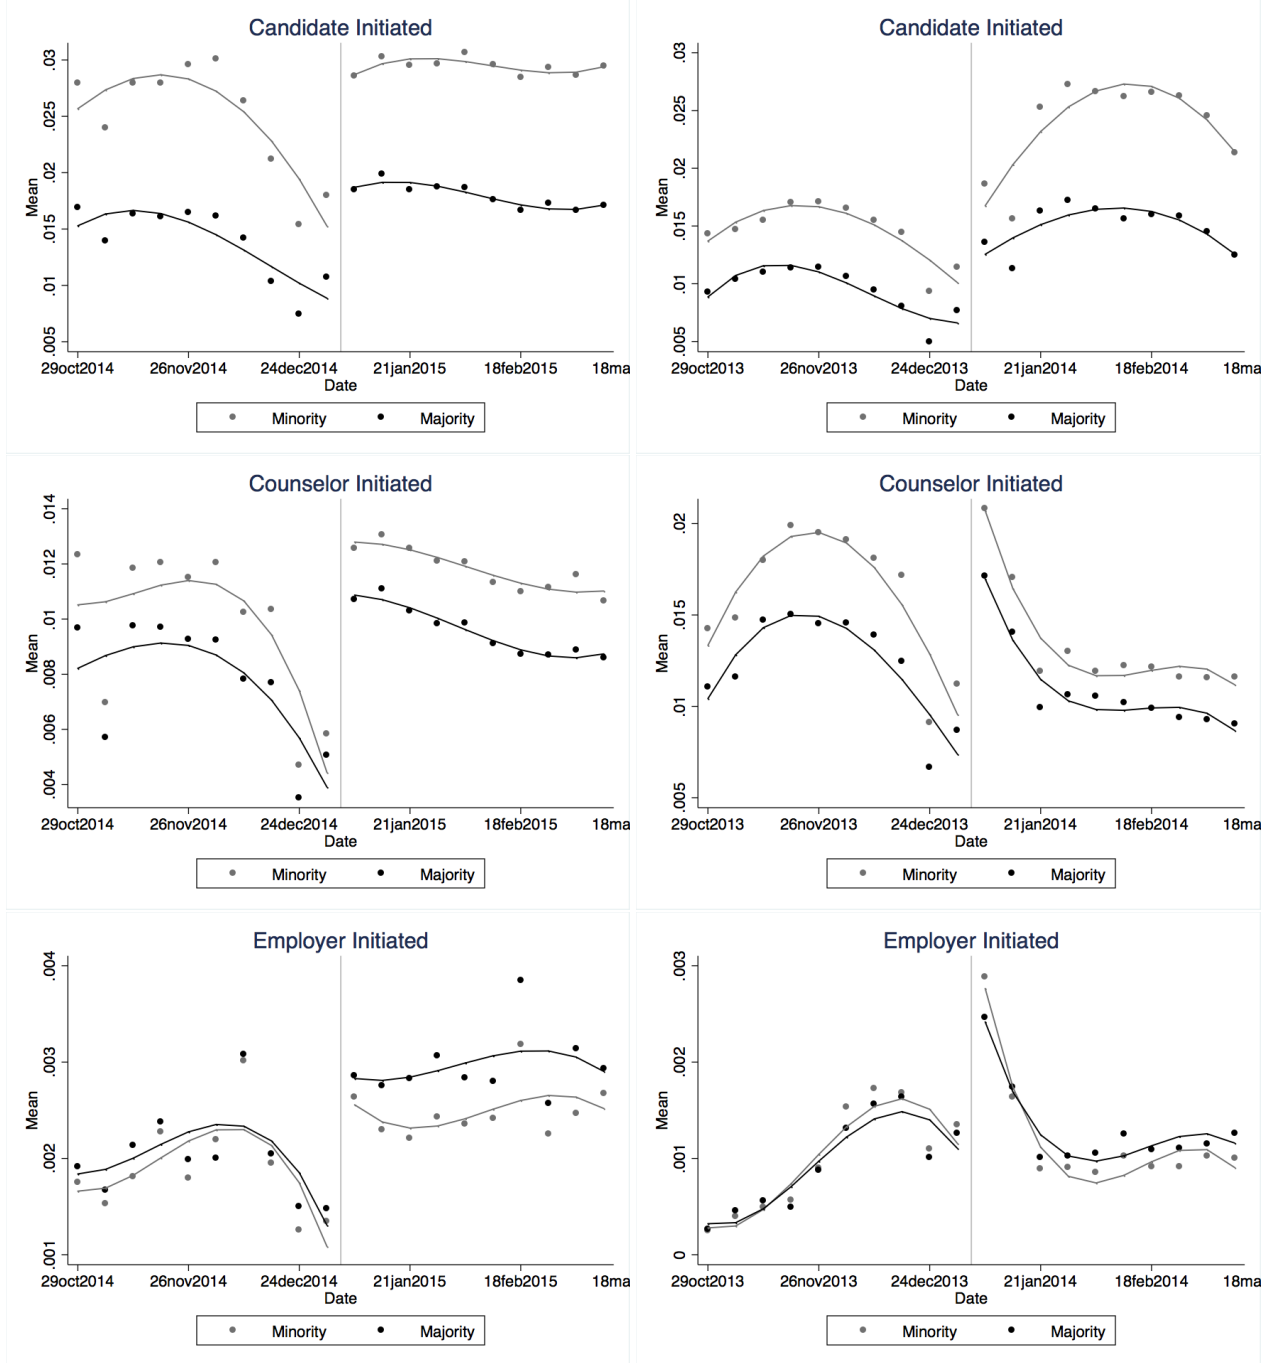 Candidate Initiated
Mean
.03
.025
.02
.015
.01
.005
29oct2014 26nov2014 24dec2014 21jan2015 18feb2015 18ma
Date
Minority Majority
Candidate Initiated
Mean
.03
.025
.02
.015
.01
.005
29oct2013 26nov2013 24dec2013 21jan2014 18feb2014 18ma
Date
Minority Majority
Counselor Initiated
Mean
.014
.012
.01
.008
.006
.004
29oct2014 26nov2014 24dec2014 21jan2015 18feb2015 18ma
Date
Minority Majority
Counselor Initiated
Mean
.02
.015
.01
.005
29oct2013 26nov2013 24dec2013 21jan2014 18feb2014 18ma
Date
Minority Majority
Employer Initiated
Mean
.004
.003
.002
.001
29oct2014 26nov2014 24dec2014 21jan2015 18feb2015 18ma
Date
Minority Majority
Employer Initiated
Mean
.003
.002
.001
0
29oct2013 26nov2013 24dec2013 21jan2014 18feb2014 18ma
Date
Minority Majority